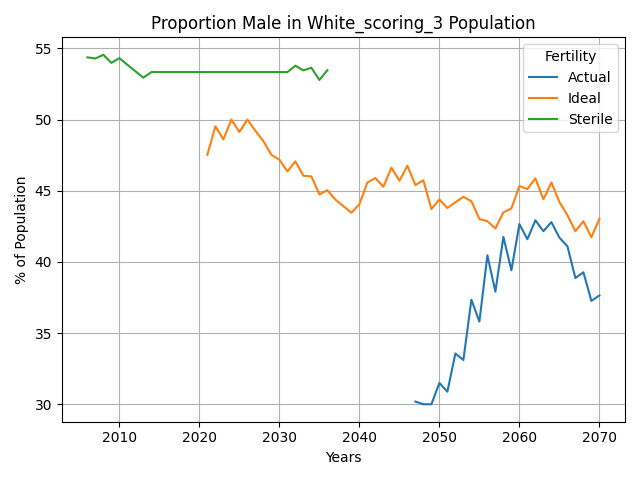 Proportion Male in White_scoring_3 Population
Fertility
Actual
Ideal
Sterile
% of Population
55
50
45
40
35
30
2010 2020 2030 2040 2050 2060 2070
Years